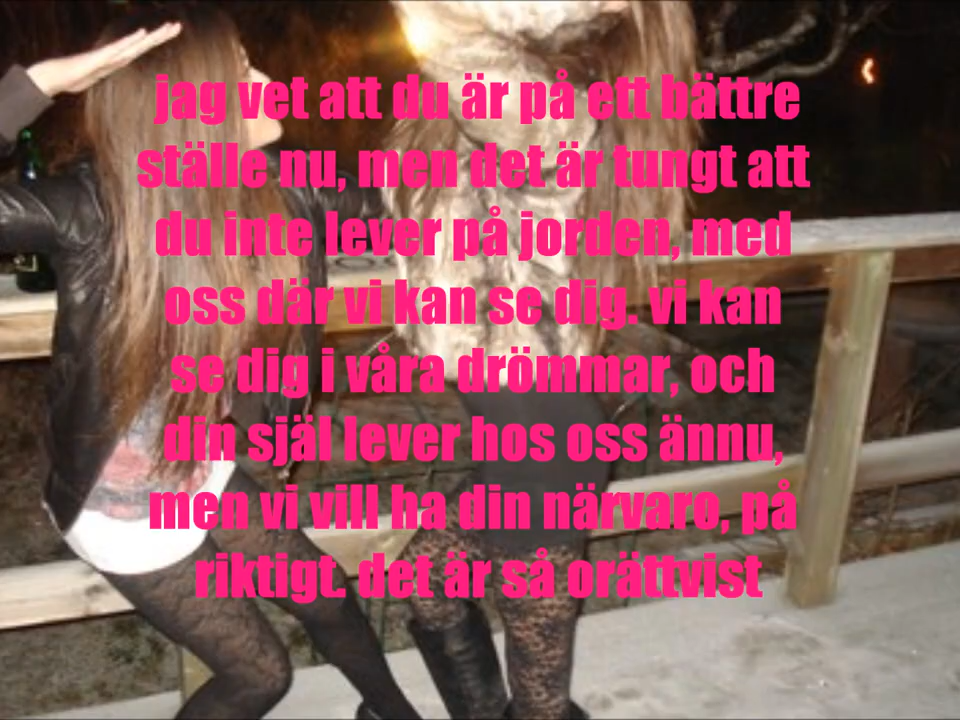 jag vet att du är på ett bättre
ställe nu, men det är tungt att
du inte lever på jorden, med
oss där vi kan se dig. vi kan
se dig i våra drömmar, och
din själ lever hos oss ännu,
men vi vill ha din närvaro, på
riktigt. det är så orättvist